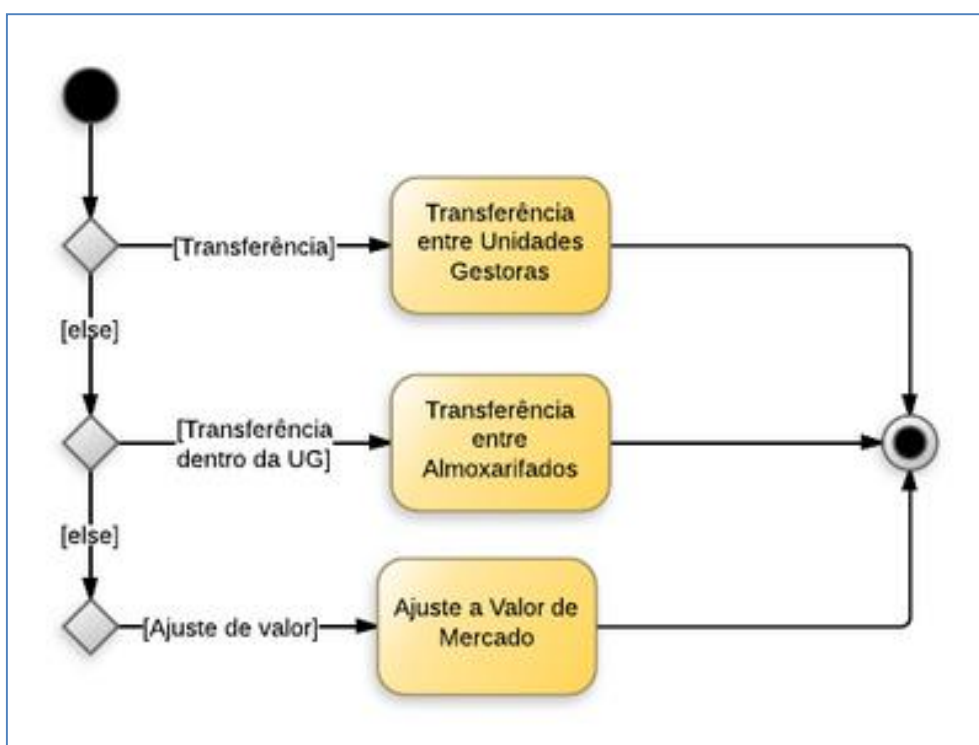 Transferência
entre Unidades
Gestoras
[Transferência]
[else]
Transferência
entre
Almoxarifados
[Transferência
dentro da UG]
[else]
Ajuste a Valor de
Mercado
[Ajuste de valor]